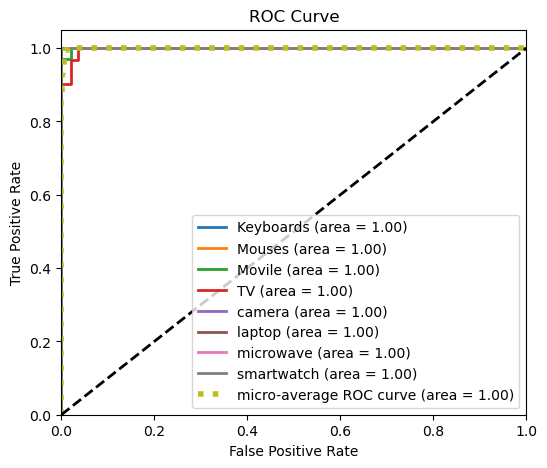 ROC Curve
True Positive Rate
1.0
0.8
0.6
0.4
0.2
0.0
Keyboards (area = 1.00)
Mouses (area = 1.00)
Movile (area = 1.00)
TV (area = 1.00)
camera (area = 1.00)
laptop (area = 1.00)
microwave (area = 1.00)
smartwatch (area = 1.00)
micro-average ROC curve (area = 1.00)
0.0 0.2 0.4 0.6 0.8 1.0
False Positive Rate